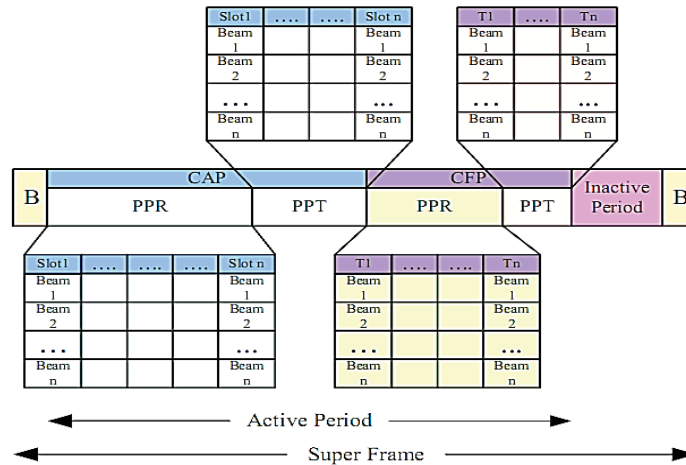 Slot1 .... .... Slot n
Beam 1 Beam 1
Beam 2 Beam 2
... ...
Beam n Beam n
T1 .... Tn
Beam 1 Beam 1
Beam 2 Beam 2
... ...
Beam n Beam n
B CAP CFP Inactive Period B
PPR PPT PPR PPT
Slot1 .... .... .... Slot n
Beam 1 Beam 1
Beam 2 Beam 2
... ...
Beam n Beam n
T1 .... .... Tn
Beam 1 Beam 1
Beam 2 Beam 2
... ...
Beam n Beam n
Active Period
Super Frame